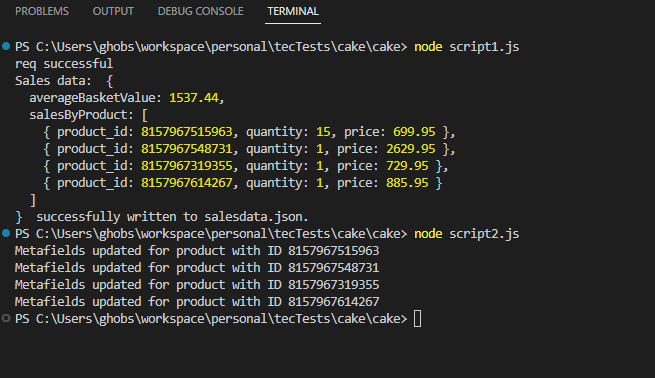 PROBLEMS OUTPUT DEBUG CONSOLE TERMINAL
PS C:\Users\ghobs\workspace\personal\tecTests\cake\cake> node script1.js
req successful
Sales data:  {
  averageBasketValue: 1537.44,
  salesByProduct: [
    { product_id: 8157967515963, quantity: 15, price: 699.95 },
    { product_id: 8157967548731, quantity: 1, price: 2629.95 },
    { product_id: 8157967319355, quantity: 1, price: 729.95 },
    { product_id: 8157967614267, quantity: 1, price: 885.95 }
  ]
}  successfully written to salesdata.json.
PS C:\Users\ghobs\workspace\personal\tecTests\cake\cake> node script2.js
Metafields updated for product with ID 8157967515963
Metafields updated for product with ID 8157967548731
Metafields updated for product with ID 8157967319355
Metafields updated for product with ID 8157967614267
PS C:\Users\ghobs\workspace\personal\tecTests\cake\cake>